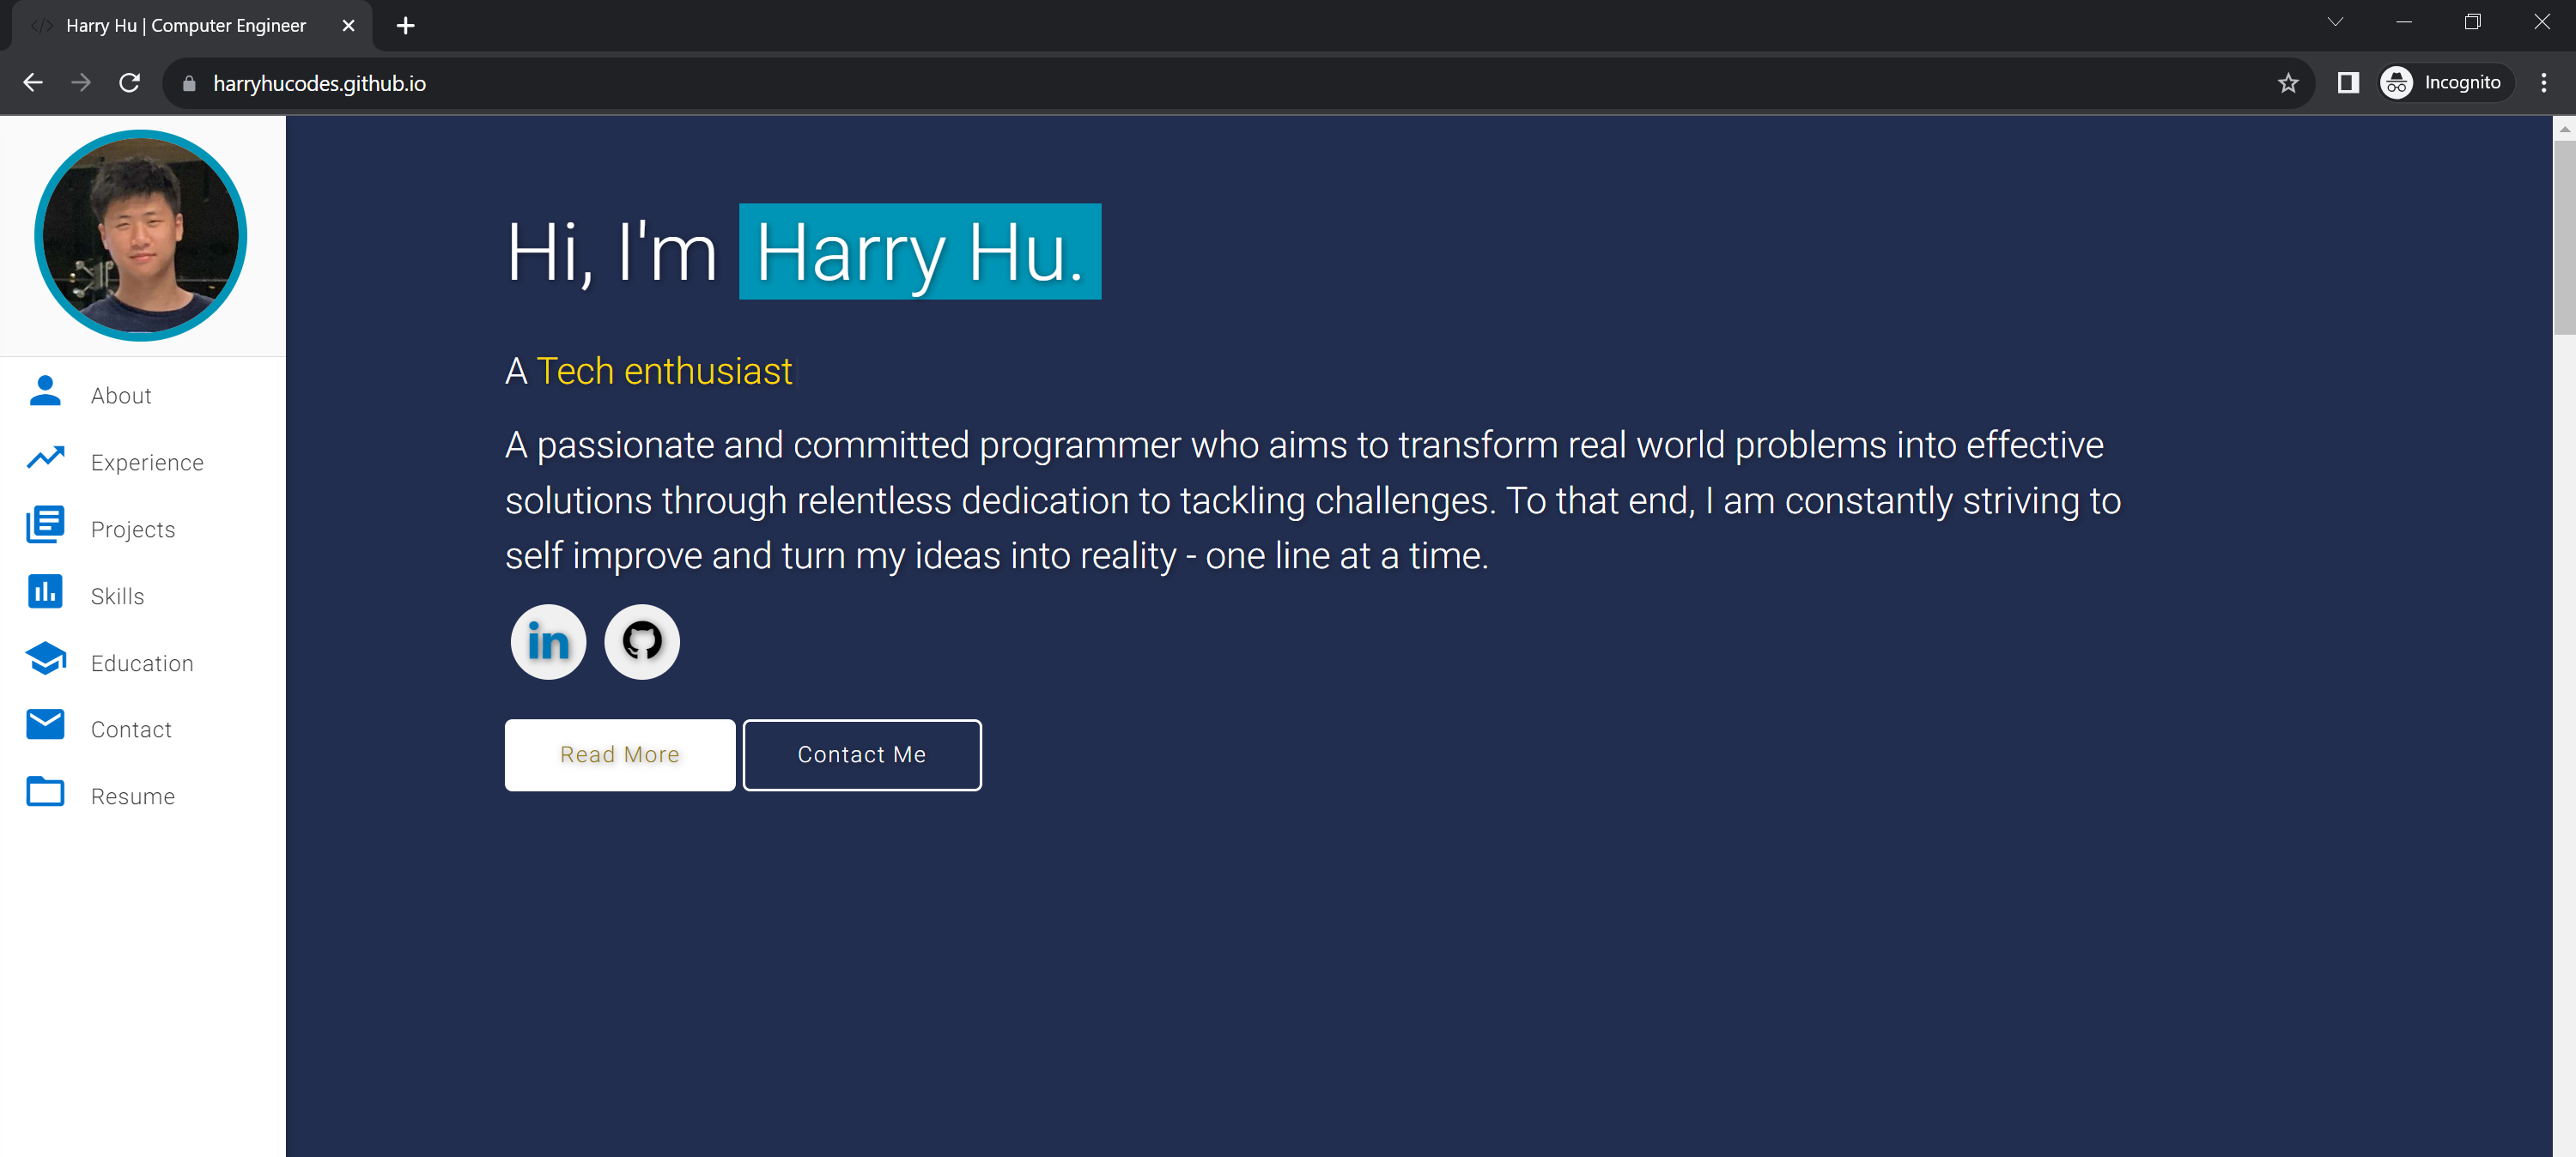 Harry Hu | Computer Engineer
harryhucodes.github.io
Incognito
About
Experience
Projects
Skills
Education
Contact
Resume
Hi, I'm Harry Hu.
A Tech enthusiast
A passionate and committed programmer who aims to transform real world problems into effective
solutions through relentless dedication to tackling challenges. To that end, I am constantly striving to
self improve and turn my ideas into reality - one line at a time.
in
Read More
Contact Me